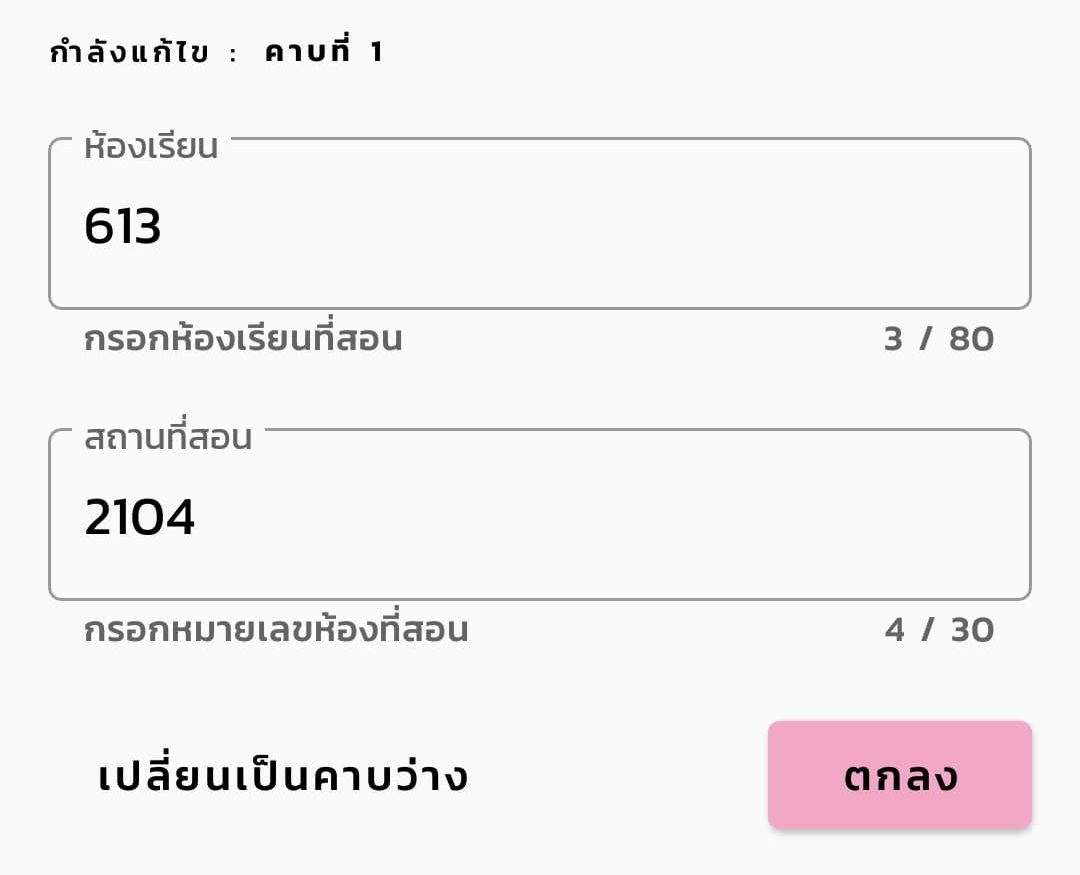 กำลังแก้ไข : คาบที่ 1
ห้องเรียน
613
กรอกห้องเรียนที่สอน 3 / 80
สถานที่สอน
2104
กรอกหมายเลขห้องที่สอน 4 / 30
เปลี่ยนเป็นคาบว่าง ตกลง